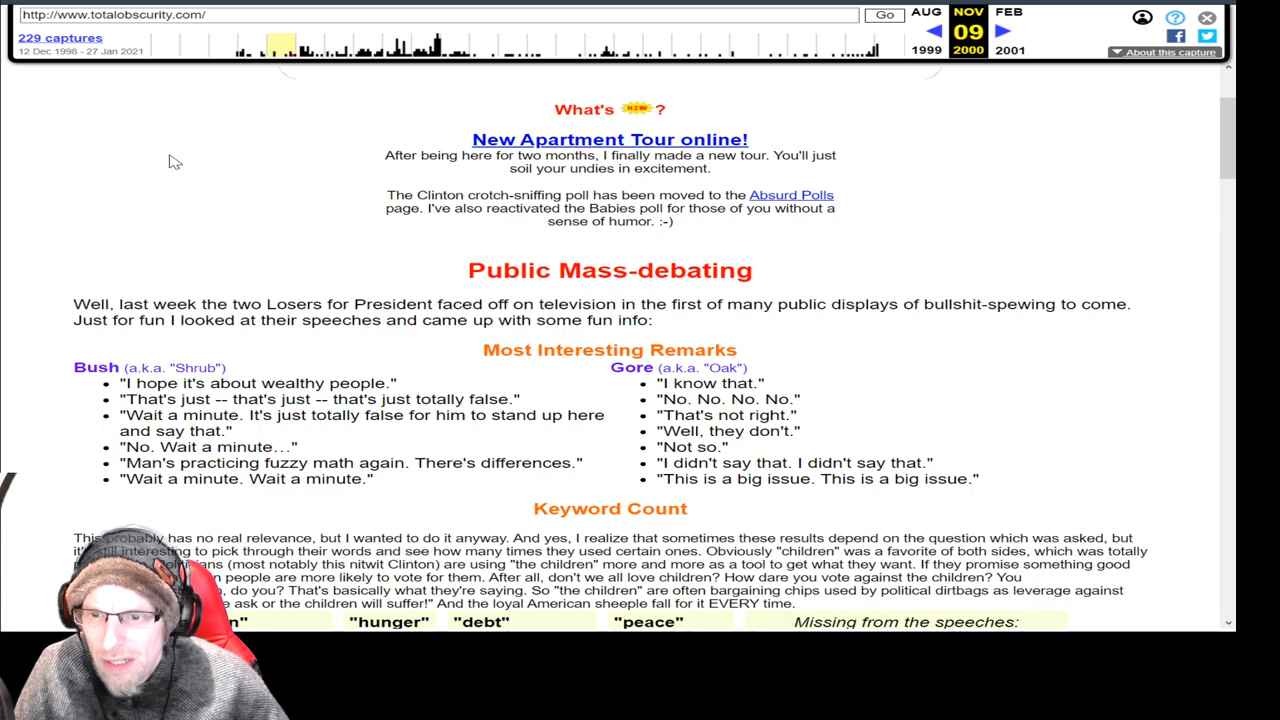 http://www.totalobscurity.com/
Go
AUG NOV FEB
229 captures
09
12 Dec 1998 - 27 Jan 2021
1999 2000 2001
About this capture
What's NEW ?
New Apartment Tour online!
After being here for two months, I finally made a new tour. You'll just
soil your undies in excitement.
The Clinton crotch-sniffing poll has been moved to the Absurd Polls
page. I've also reactivated the Babies poll for those of you without a
sense of humor. :-)
Public Mass-debating
Well, last week the two Losers for President faced off on television in the first of many public displays of bullshit-spewing to come.
Just for fun I looked at their speeches and came up with some fun info:
Most Interesting Remarks
Bush (a.k.a. "Shrub")
• "I hope it's about wealthy people."
• "That's just -- that's just -- that's just totally false."
• "Wait a minute. It's just totally false for him to stand up here
and say that."
• "No. Wait a minute…"
• "Man's practicing fuzzy math again. There's differences."
• "Wait a minute. Wait a minute."
Gore (a.k.a. "Oak")
• "I know that."
• "No. No. No. No."
• "That's not right."
• "Well, they don't."
• "Not so."
• "I didn't say that. I didn't say that."
• "This is a big issue. This is a big issue."
Keyword Count
This probably has no real relevance, but I wanted to do it anyway. And yes, I realize that sometimes these results depend on the question which was asked, but
it's still interesting to pick through their words and see how many times they used certain ones. Obviously "children" was a favorite of both sides, which was totally
(most notably this nitwit Clinton) are using "the children" more and more as a tool to get what they want. If they promise something good
people are more likely to vote for them. After all, don't we all love children? How dare you vote against the children? You
, do you? That's basically what they're saying. So "the children" are often bargaining chips used by political dirtbags as leverage against
ask or the children will suffer!" And the loyal American sheeple fall for it EVERY time.
"hunger" "debt" "peace" Missing from the speeches: